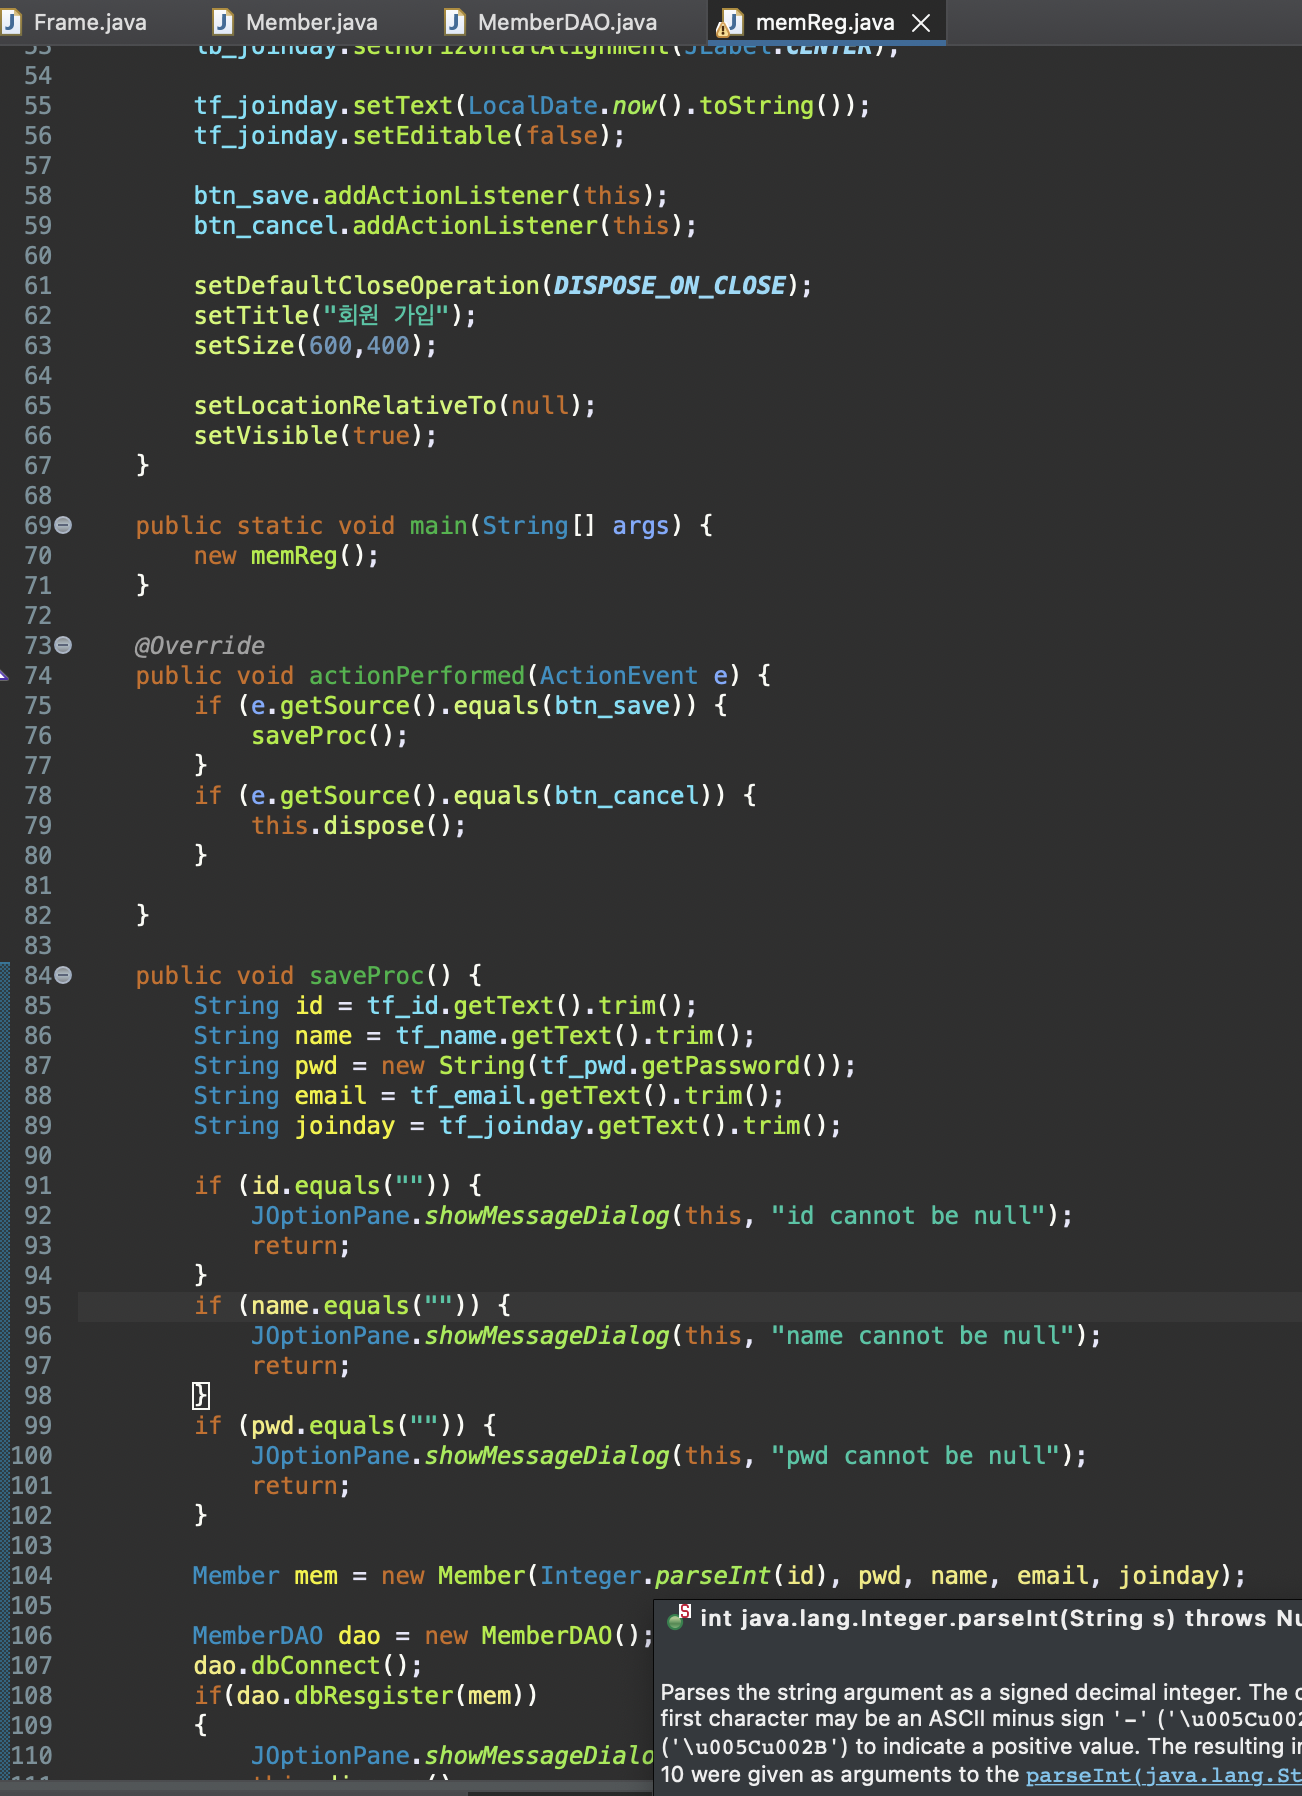 Frame.java Member.java MemberDAO.java memReg.java
53 lb_joinday.setHorizontalAlignment(JLabel.CENTER);
54
55 tf_joinday.setText(LocalDate.now().toString());
56 tf_joinday.setEditable(false);
57
58 btn_save.addActionListener(this);
59 btn_cancel.addActionListener(this);
60
61 setDefaultCloseOperation(DISPOSE_ON_CLOSE);
62 setTitle("회원 가입");
63 setSize(600,400);
64
65 setLocationRelativeTo(null);
66 setVisible(true);
67 }
68
69 public static void main(String[] args) {
70 new memReg();
71 }
72
73 @Override
74 public void actionPerformed(ActionEvent e) {
75 if (e.getSource().equals(btn_save)) {
76 saveProc();
77 }
78 if (e.getSource().equals(btn_cancel)) {
79 this.dispose();
80 }
81
82 }
83
84 public void saveProc() {
85 String id = tf_id.getText().trim();
86 String name = tf_name.getText().trim();
87 String pwd = new String(tf_pwd.getPassword());
88 String email = tf_email.getText().trim();
89 String joinday = tf_joinday.getText().trim();
90
91 if (id.equals("")) {
92 JOptionPane.showMessageDialog(this, "id cannot be null");
93 return;
94 }
95 if (name.equals("")) {
96 JOptionPane.showMessageDialog(this, "name cannot be null");
97 return;
98 }
99 if (pwd.equals("")) {
100 JOptionPane.showMessageDialog(this, "pwd cannot be null");
101 return;
102 }
103
104 Member mem = new Member(Integer.parseInt(id), pwd, name, email, joinday);
105
106 MemberDAO dao = new MemberDAO();
107 dao.dbConnect();
108 if(dao.dbResgister(mem))
109 {
110 JOptionPane.showMessageDialo
S int java.lang.Integer.parseInt(String s) throws Nu
Parses the string argument as a signed decimal integer. The c
first character may be an ASCII minus sign '-' ('\u005Cu002
('\u005Cu002B') to indicate a positive value. The resulting in
10 were given as arguments to the parseInt(java.lang.St